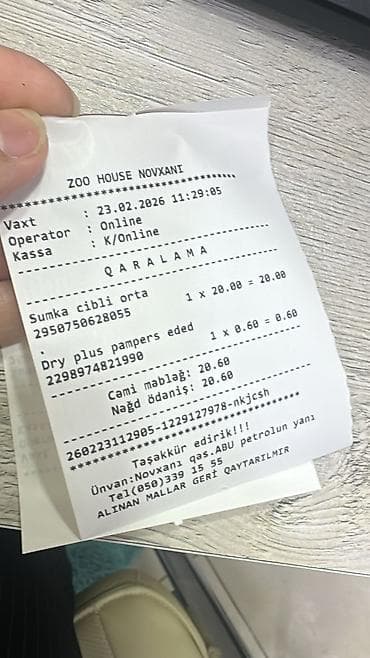 ZOO HOUSE NOVXANI
************************************
Vaxt : 23.02.2026 11:29:05
Operator : Online
Kassa : K/Online
------------------------------------
QARALAMA
------------------------------------
Sumka cibli orta
2950750628055 1 x 20.00 = 20.00
.
Dry plus pampers eded
2298974821990 1 x 0.60 = 0.60
------------------------------------
Cəmi məbləğ: 20.60
Nağd ödəniş: 20.60
------------------------------------
260223112905-1229127978-nkjcsh
************************************
Təşəkkür edirik!!!
Ünvan:Novxanı qəs.ABU petrolun yanı
Tel(050)339 15 55
ALINAN MALLAR GERİ QAYTARILMIR